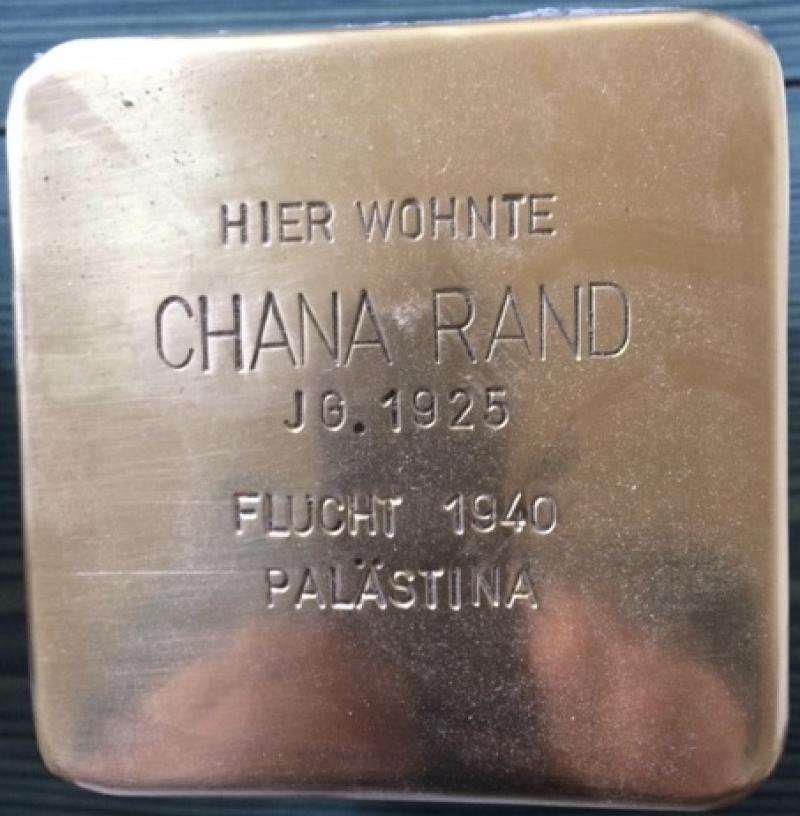 HIER WOHNTE
CHANA RAND
JG. 1925
FLUCHT 1940
PALÄSTINA